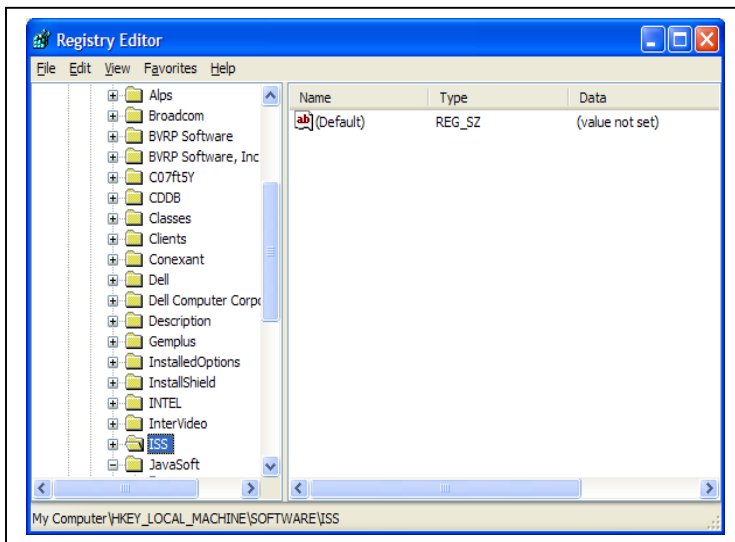 Registry Editor
File Edit View Favorites Help
Alps
Broadcom
BVRP Software
BVRP Software, Inc
C07ft5Y
CDDB
Classes
Clients
Conexant
Dell
Dell Computer Corpo
Description
Gemplus
InstalledOptions
InstallShield
INTEL
InterVideo
ISS
JavaSoft
Name Type Data
ab (Default) REG_SZ (value not set)
My Computer\HKEY_LOCAL_MACHINE\SOFTWARE\ISS